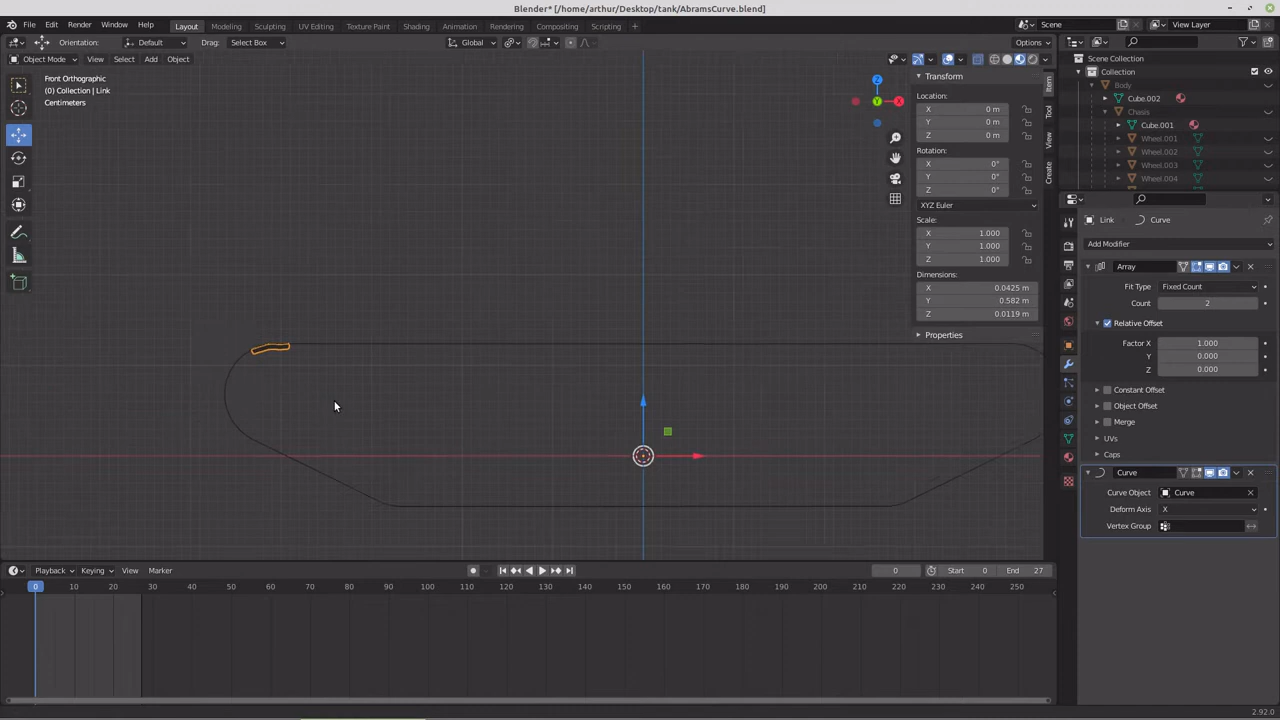 Blender* [/home/arthur/Desktop/tank/AbramsCurve.blend]
File Edit Render Window Help Layout Modeling Sculpting UV Editing Texture Paint Shading Animation Rendering Compositing Scripting + Scene View Layer
Orientation: Default Drag: Select Box Global Options
Object Mode View Select Add Object
Front Orthographic
(0) Collection | Link
Centimeters
Z
Y
X
Transform
Location:
X 0 m
Y 0 m
Z 0 m
Rotation:
X 0°
Y 0°
Z 0°
XYZ Euler
Scale:
X 1.000
Y 1.000
Z 1.000
Dimensions:
X 0.0425 m
Y 0.582 m
Z 0.0119 m
Properties
Item
Tool
View
Create
Scene Collection
Collection
Body
Cube.002
Chasis
Cube.001
Wheel.001
Wheel.002
Wheel.003
Wheel.004
Link Curve
Add Modifier
Array
Fit Type Fixed Count
Count 2
Relative Offset
Factor X 1.000
Y 0.000
Z 0.000
Constant Offset
Object Offset
Merge
UVs
Caps
Curve
Curve Object Curve
Deform Axis X
Vertex Group
Playback Keying View Marker 0 Start 0 End 27
0 10 20 30 40 50 60 70 80 90 100 110 120 130 140 150 160 170 180 190 200 210 220 230 240 250
2.92.0